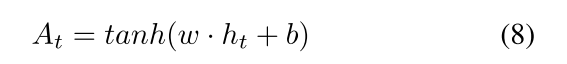 A_t = tanh(w · h_t + b) (8)